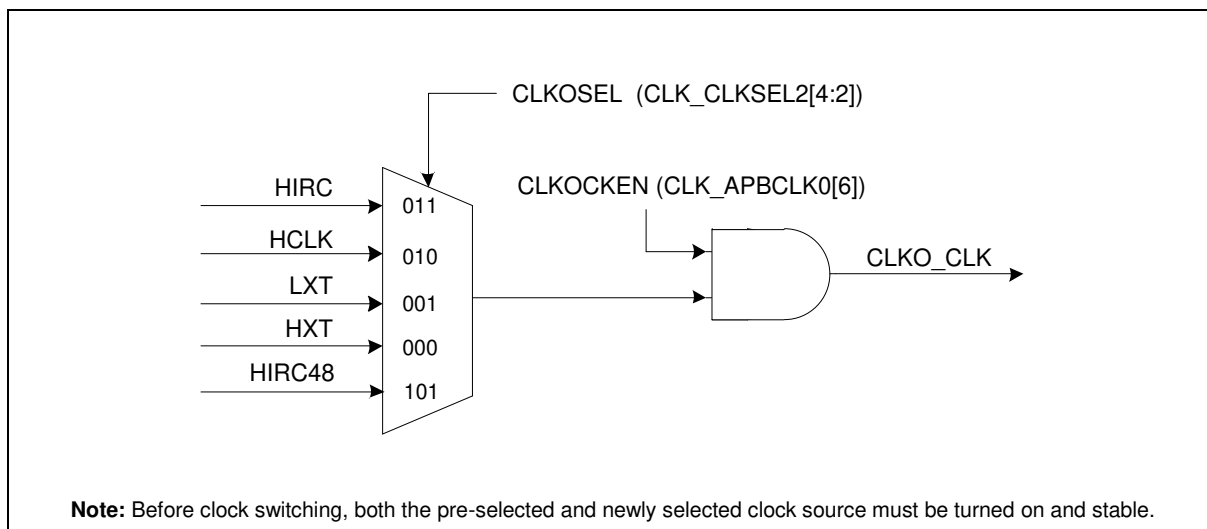 CLKOSEL (CLK_CLKSEL2[4:2])
CLKOCKEN (CLK_APBCLK0[6])
HIRC
011
HCLK
010
CLKO_CLK
LXT
001
HXT
000
HIRC48
101
Note: Before clock switching, both the pre-selected and newly selected clock source must be turned on and stable.